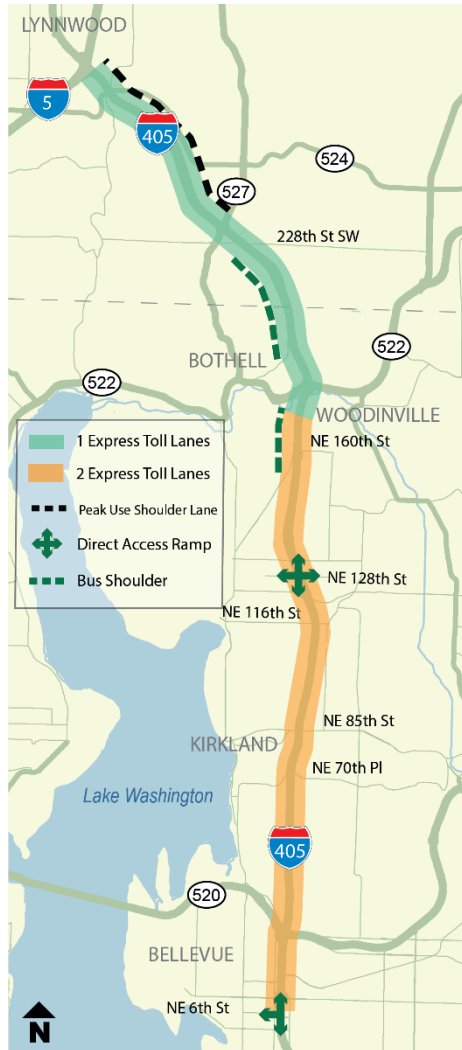 LYNNWOOD
5
405
524
527
228th St SW
BOTHELL
522
522
WOODINVILLE
1 Express Toll Lanes
2 Express Toll Lanes
Peak Use Shoulder Lane
Direct Access Ramp
Bus Shoulder
NE 160th St
NE 128th St
NE 116th St
NE 85th St
KIRKLAND
NE 70th Pl
Lake Washington
405
520
BELLEVUE
NE 6th St
N